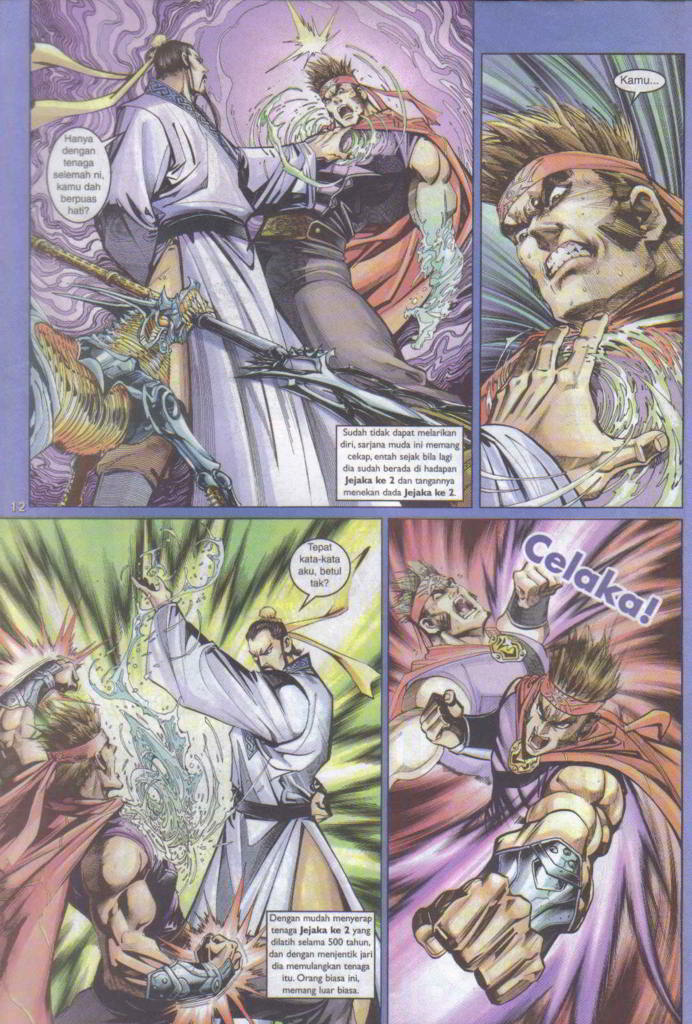 Hanya
dengan
tenaga
selemah ni,
kamu dah
berpuas
hati?
Sudah tidak dapat melarikan
diri, sarjana muda ini memang
cekap, entah sejak bila lagi
dia sudah berada di hadapan
Jejaka ke 2 dan tangannya
menekan dada Jejaka ke 2.
Kamu...
12
Tepat
kata-kata
aku, betul
tak?
Dengan mudah menyerap
tenaga Jejaka ke 2 yang
dilatih selama 500 tahun,
dan dengan menjentik jari
dia memulangkan tenaga
itu. Orang biasa ini,
memang luar biasa.
Celaka!